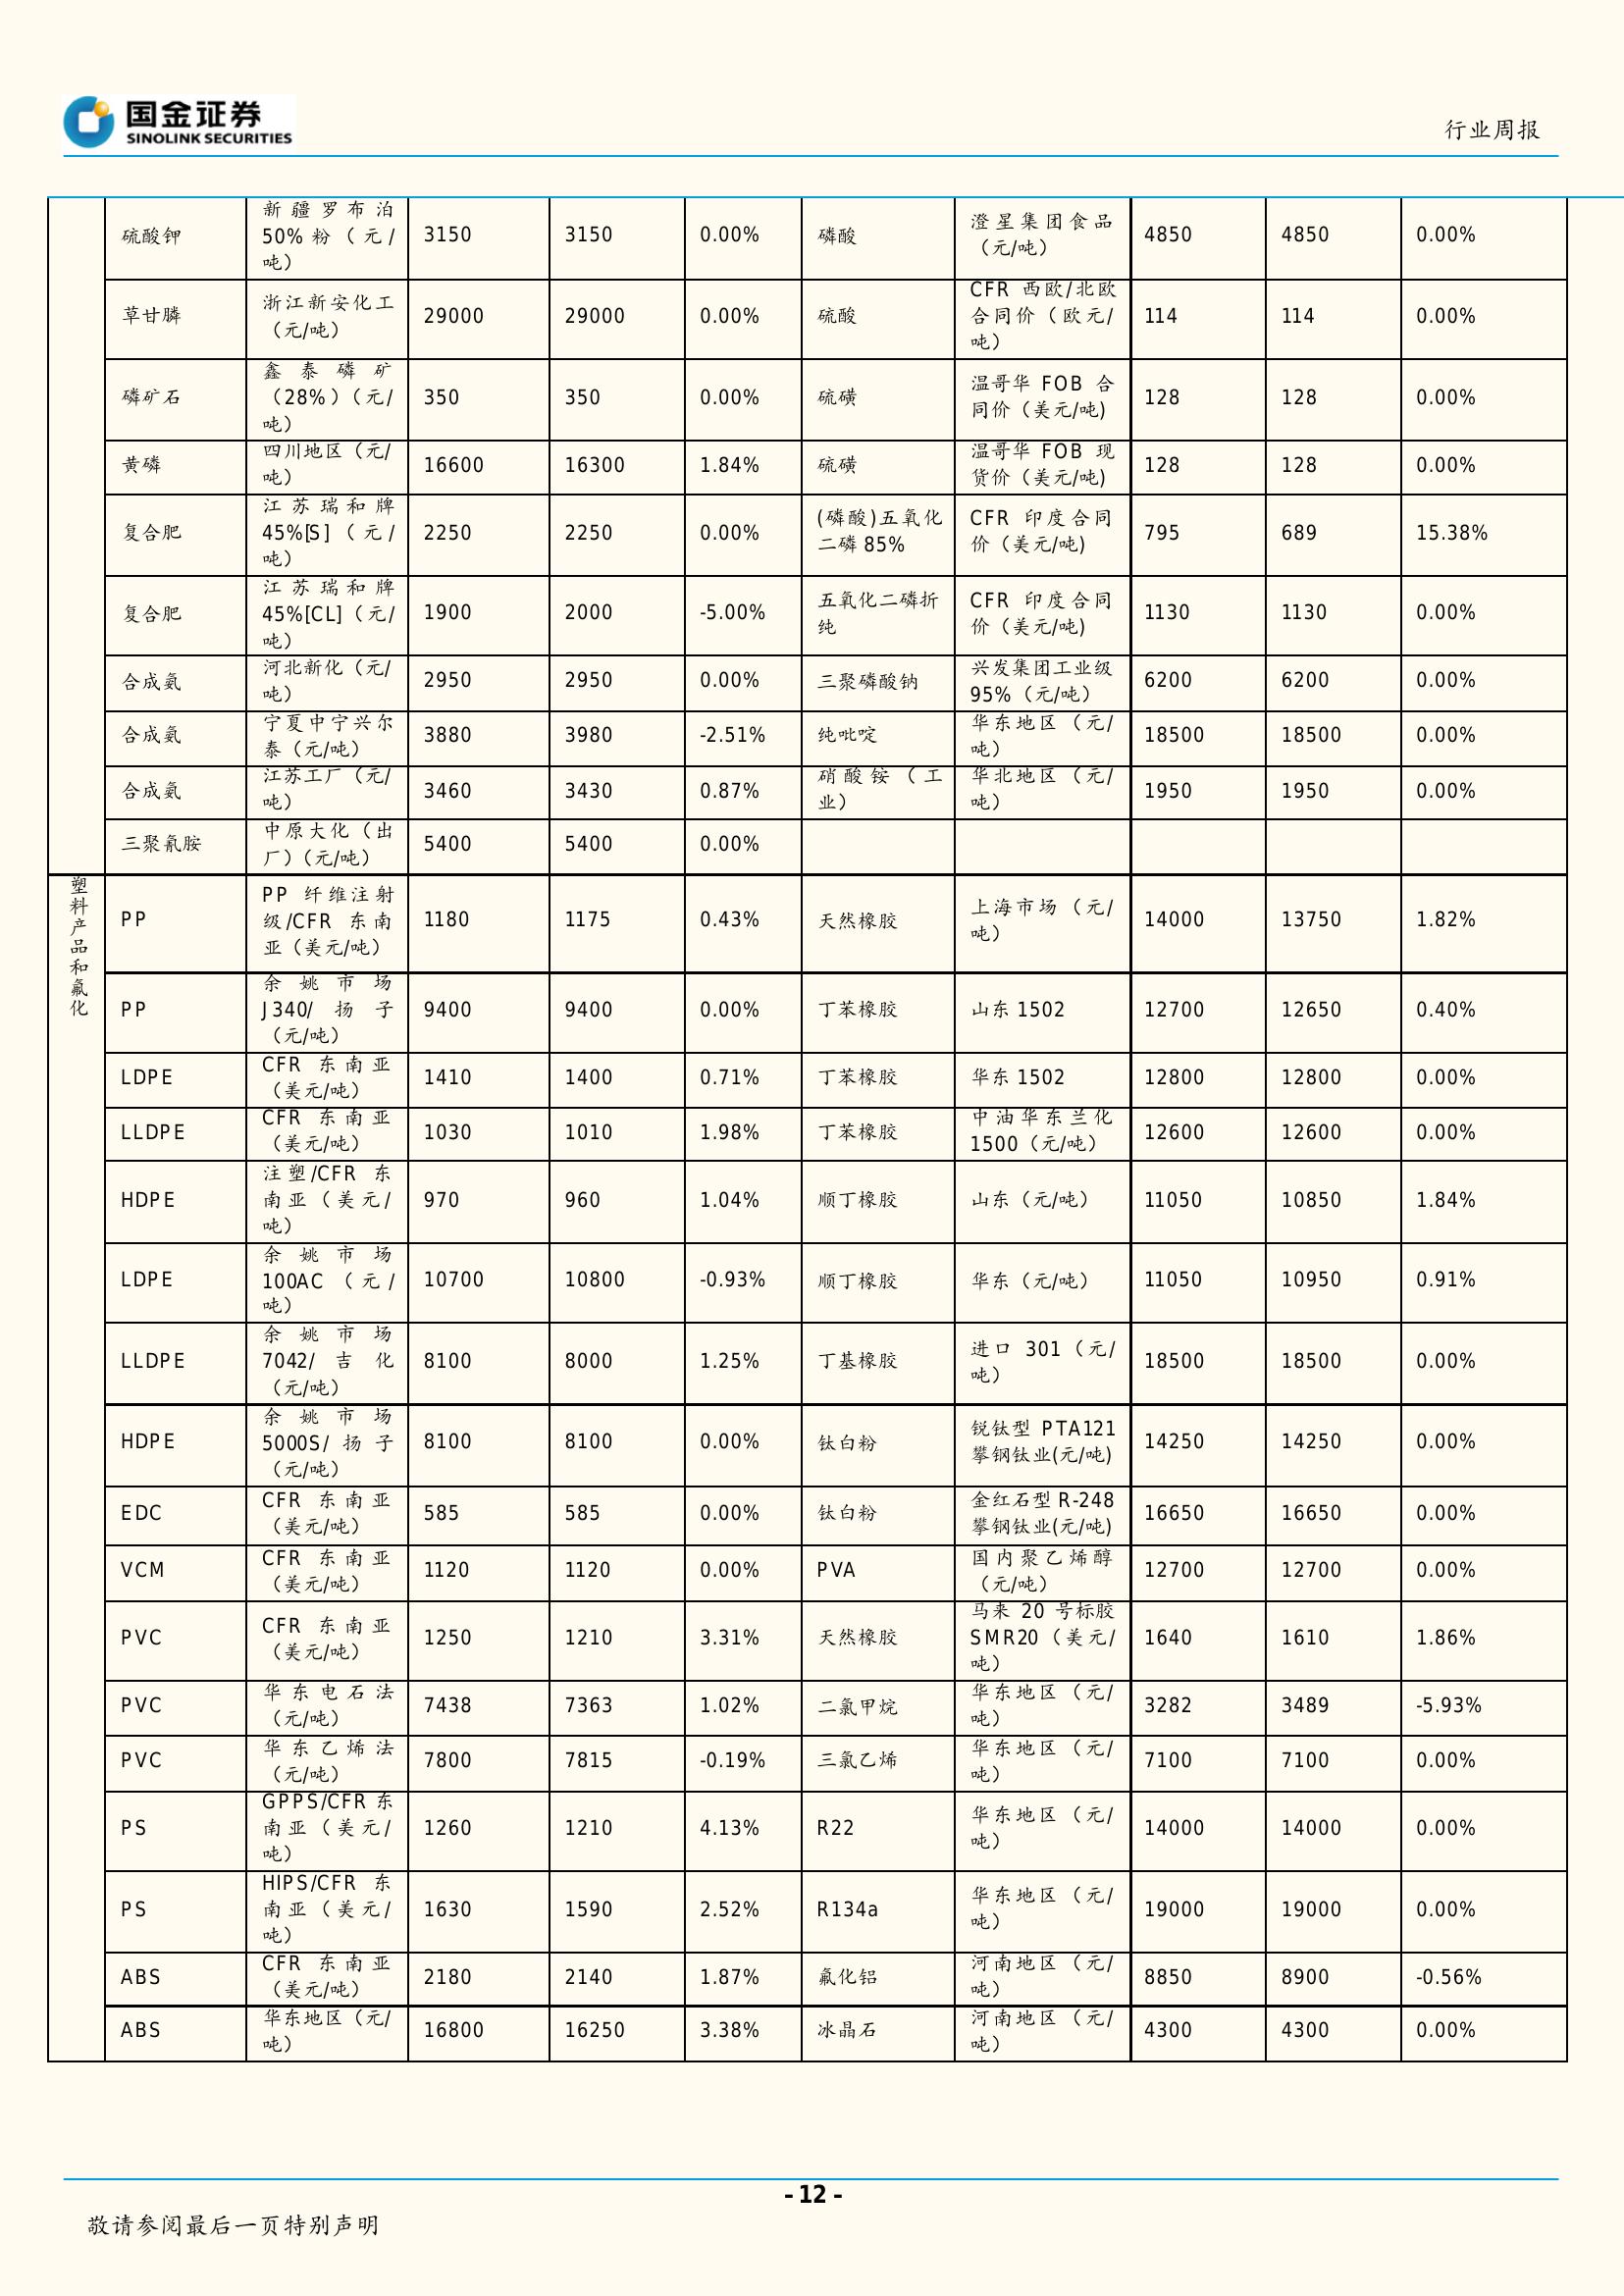 国金证券
SINOLINK SECURITIES
行业周报
硫酸钾 新疆罗布泊 50%粉（元/吨） 3150 3150 0.00% 磷酸 澄星集团食品（元/吨） 4850 4850 0.00%
草甘膦 浙江新安化工（元/吨） 29000 29000 0.00% 硫酸 CFR 西欧/北欧合同价（欧元/吨） 114 114 0.00%
磷矿石 鑫泰磷矿（28%）（元/吨） 350 350 0.00% 硫磺 温哥华 FOB 合同价（美元/吨) 128 128 0.00%
黄磷 四川地区（元/吨） 16600 16300 1.84% 硫磺 温哥华 FOB 现货价（美元/吨) 128 128 0.00%
复合肥 江苏瑞和牌 45%[S]（元/吨） 2250 2250 0.00% (磷酸)五氧化二磷 85% CFR 印度合同价（美元/吨) 795 689 15.38%
复合肥 江苏瑞和牌 45%[CL]（元/吨） 1900 2000 -5.00% 五氧化二磷折纯 CFR 印度合同价（美元/吨) 1130 1130 0.00%
合成氨 河北新化（元/吨） 2950 2950 0.00% 三聚磷酸钠 兴发集团工业级 95%（元/吨） 6200 6200 0.00%
合成氨 宁夏中宁兴尔泰（元/吨） 3880 3980 -2.51% 纯吡啶 华东地区（元/吨） 18500 18500 0.00%
合成氨 江苏工厂（元/吨） 3460 3430 0.87% 硝酸铵（工业） 华北地区（元/吨） 1950 1950 0.00%
三聚氰胺 中原大化（出厂）（元/吨） 5400 5400 0.00%
塑料产品和氟化
PP PP 纤维注射级/CFR 东南亚（美元/吨） 1180 1175 0.43% 天然橡胶 上海市场（元/吨） 14000 13750 1.82%
PP 余姚市场 J340/扬子（元/吨） 9400 9400 0.00% 丁苯橡胶 山东 1502 12700 12650 0.40%
LDPE CFR 东南亚（美元/吨） 1410 1400 0.71% 丁苯橡胶 华东 1502 12800 12800 0.00%
LLDPE CFR 东南亚（美元/吨） 1030 1010 1.98% 丁苯橡胶 中油华东兰化 1500（元/吨） 12600 12600 0.00%
HDPE 注塑/CFR 东南亚（美元/吨） 970 960 1.04% 顺丁橡胶 山东（元/吨） 11050 10850 1.84%
LDPE 余姚市场 100AC（元/吨） 10700 10800 -0.93% 顺丁橡胶 华东（元/吨） 11050 10950 0.91%
LLDPE 余姚市场 7042/吉化（元/吨） 8100 8000 1.25% 丁基橡胶 进口 301（元/吨） 18500 18500 0.00%
HDPE 余姚市场 5000S/扬子（元/吨） 8100 8100 0.00% 钛白粉 锐钛型 PTA121 攀钢钛业(元/吨) 14250 14250 0.00%
EDC CFR 东南亚（美元/吨） 585 585 0.00% 钛白粉 金红石型 R-248 攀钢钛业(元/吨) 16650 16650 0.00%
VCM CFR 东南亚（美元/吨） 1120 1120 0.00% PVA 国内聚乙烯醇（元/吨） 12700 12700 0.00%
PVC CFR 东南亚（美元/吨） 1250 1210 3.31% 天然橡胶 马来 20 号标胶 SMR20（美元/吨） 1640 1610 1.86%
PVC 华东电石法（元/吨） 7438 7363 1.02% 二氯甲烷 华东地区（元/吨） 3282 3489 -5.93%
PVC 华东乙烯法（元/吨） 7800 7815 -0.19% 三氯乙烯 华东地区（元/吨） 7100 7100 0.00%
PS GPPS/CFR 东南亚（美元/吨） 1260 1210 4.13% R22 华东地区（元/吨） 14000 14000 0.00%
PS HIPS/CFR 东南亚（美元/吨） 1630 1590 2.52% R134a 华东地区（元/吨） 19000 19000 0.00%
ABS CFR 东南亚（美元/吨） 2180 2140 1.87% 氟化铝 河南地区（元/吨） 8850 8900 -0.56%
ABS 华东地区（元/吨） 16800 16250 3.38% 冰晶石 河南地区（元/吨） 4300 4300 0.00%
- 12 -
敬请参阅最后一页特别声明